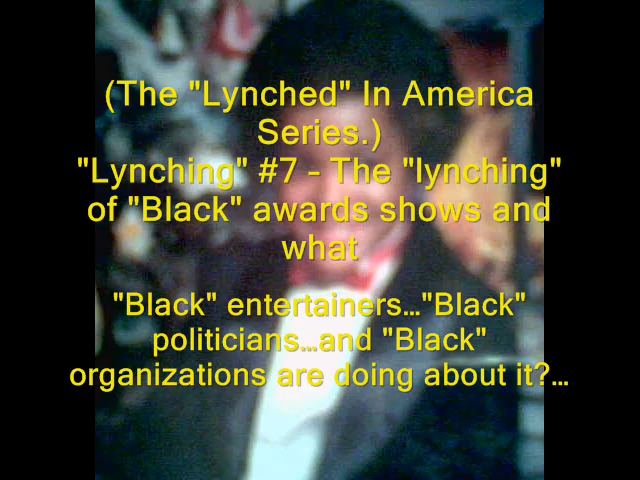 (The "Lynched" In America
Series.)
"Lynching" #7 - The "lynching"
of "Black" awards shows and
what
"Black" entertainers..."Black"
politicians...and "Black"
organizations are doing about it?...